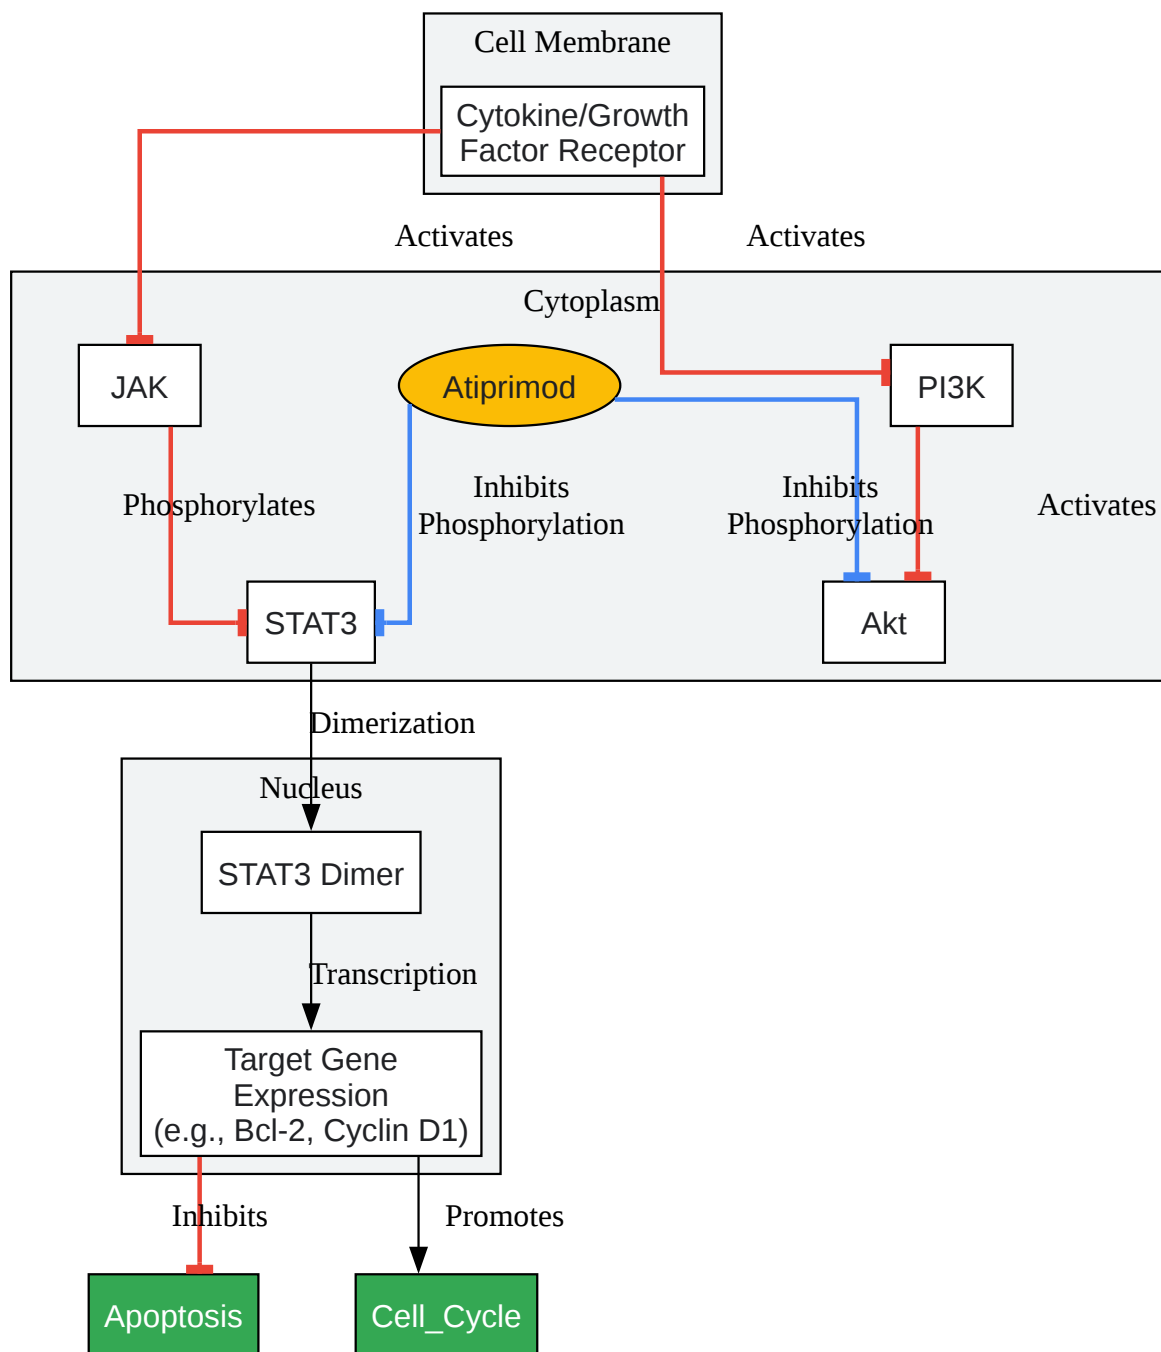 Cell Membrane
Cytokine/Growth
Factor Receptor
Activates
Activates
Cytoplasm
JAK
Atiprimod
PI3K
Phosphorylates
Inhibits
Phosphorylation
Inhibits
Phosphorylation
Activates
STAT3
Akt
Dimerization
Nucleus
STAT3 Dimer
Transcription
Target Gene
Expression
(e.g., Bcl-2, Cyclin D1)
Inhibits
Promotes
Apoptosis
Cell_Cycle